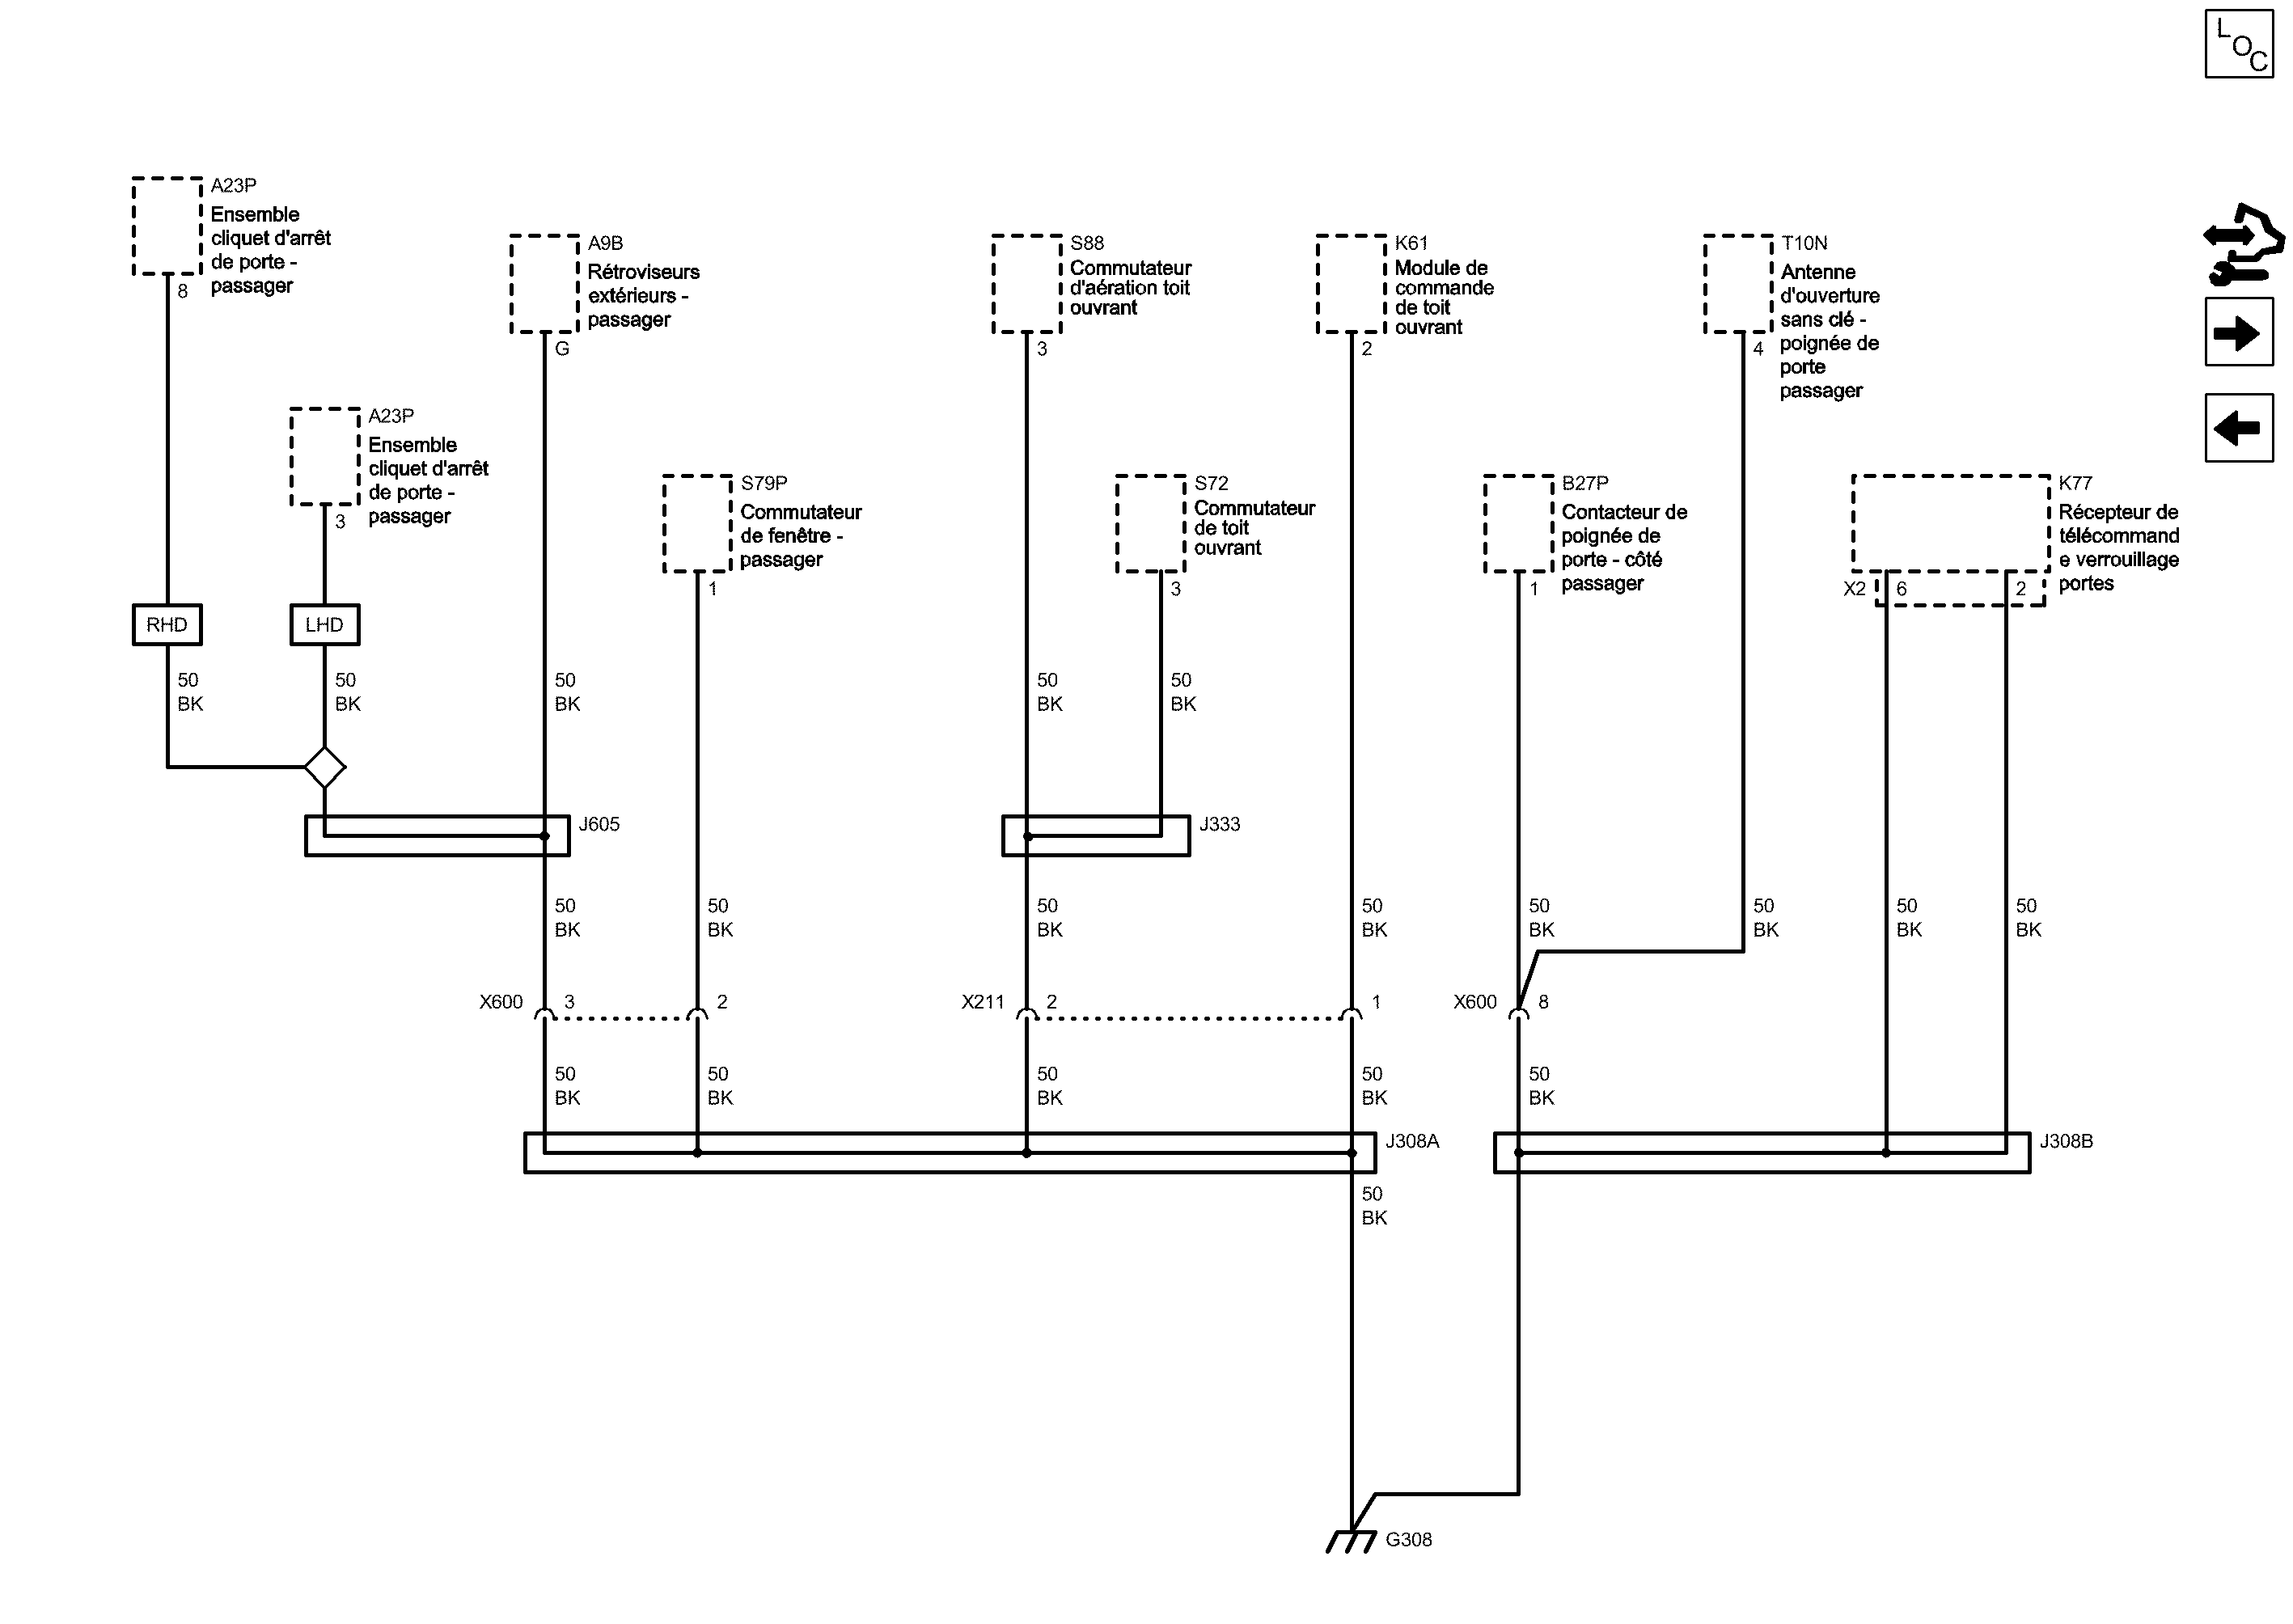 LOC
A23P
Ensemble
cliquet d'arrêt
de porte -
passager
8
A9B
Rétroviseurs
extérieurs -
passager
G
S88
Commutateur
d'aération toit
ouvrant
3
K61
Module de
commande
de toit
ouvrant
2
T10N
Antenne
d'ouverture
sans clé -
poignée de
porte
passager
4
A23P
Ensemble
cliquet d'arrêt
de porte -
passager
3
S79P
Commutateur
de fenêtre -
passager
1
S72
Commutateur
de toit
ouvrant
3
B27P
Contacteur de
poignée de
porte - côté
passager
1
K77
Récepteur de
télécommand
e verrouillage
portes
X2 6 2
RHD
LHD
50
BK
50
BK
50
BK
50
BK
50
BK
J605
J333
50
BK
50
BK
50
BK
50
BK
50
BK
50
BK
50
BK
50
BK
X600 3 2
X211 2 1
X600 8
50
BK
50
BK
50
BK
50
BK
50
BK
J308A
J308B
50
BK
G308